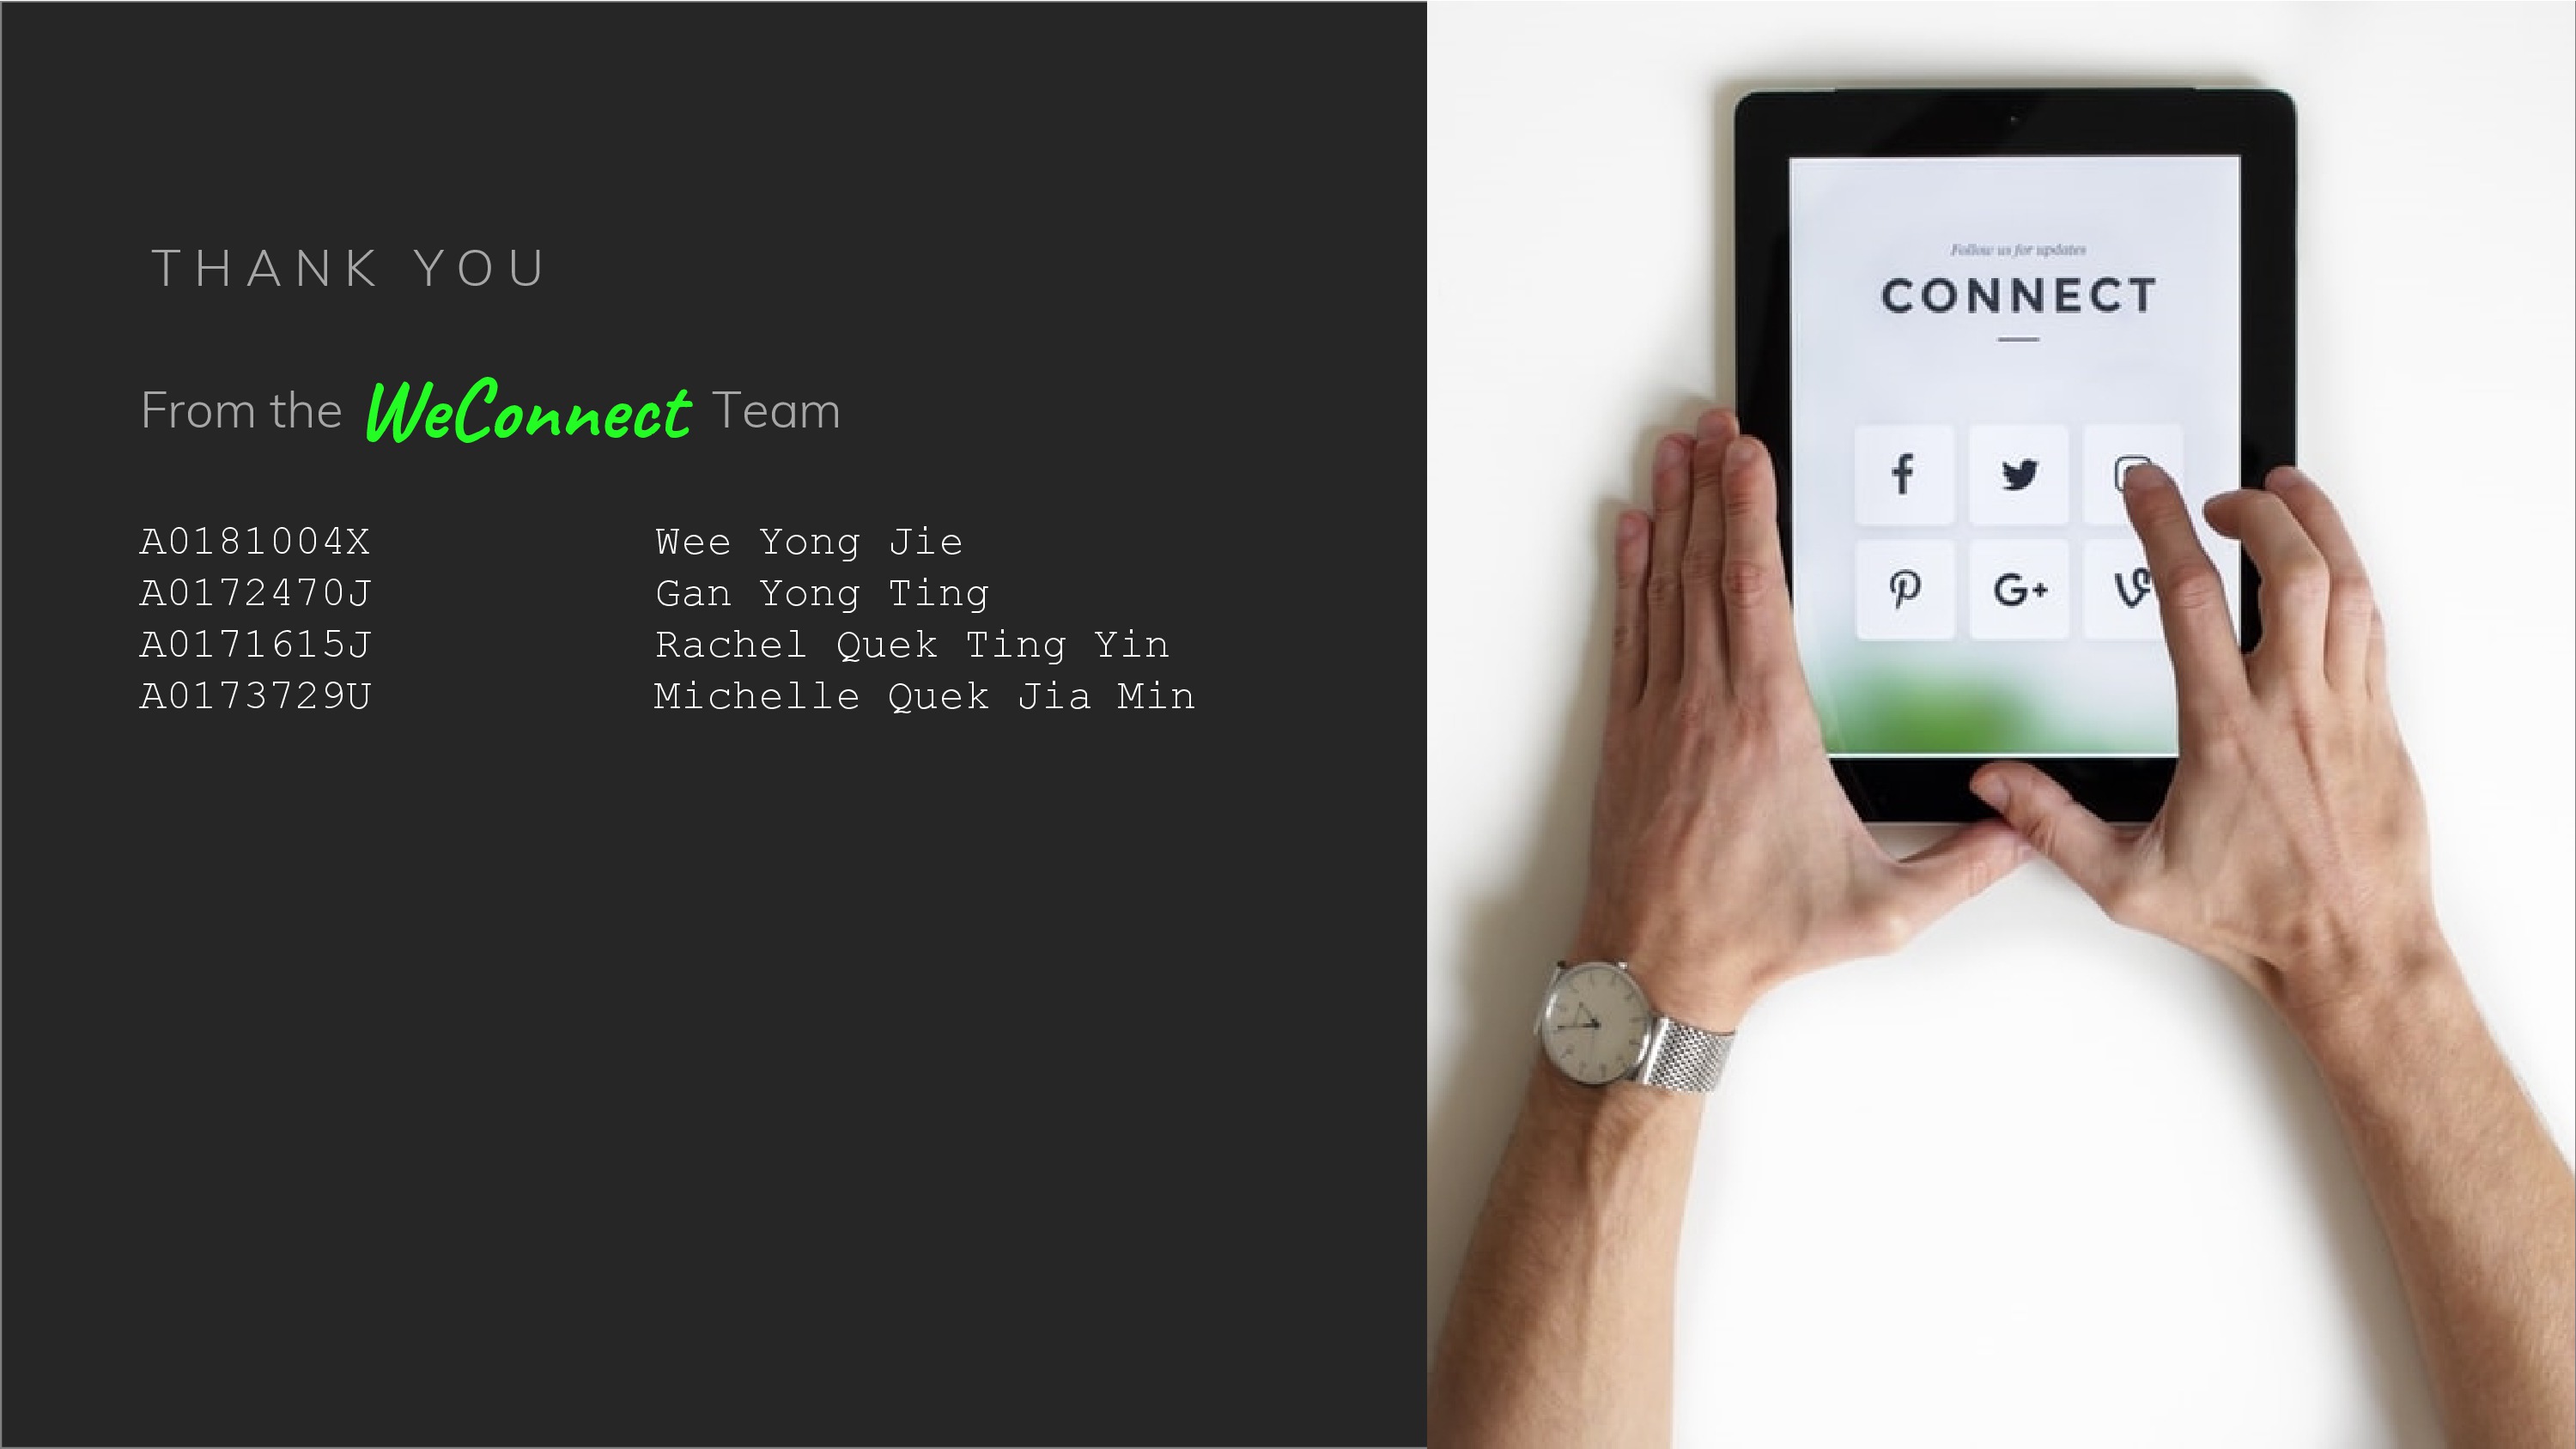 THANK YOU
From the WeConnect Team
A0181004X Wee Yong Jie
A0172470J Gan Yong Ting
A0171615J Rachel Quek Ting Yin
A0173729U Michelle Quek Jia Min
Follow us for updates
CONNECT
G+